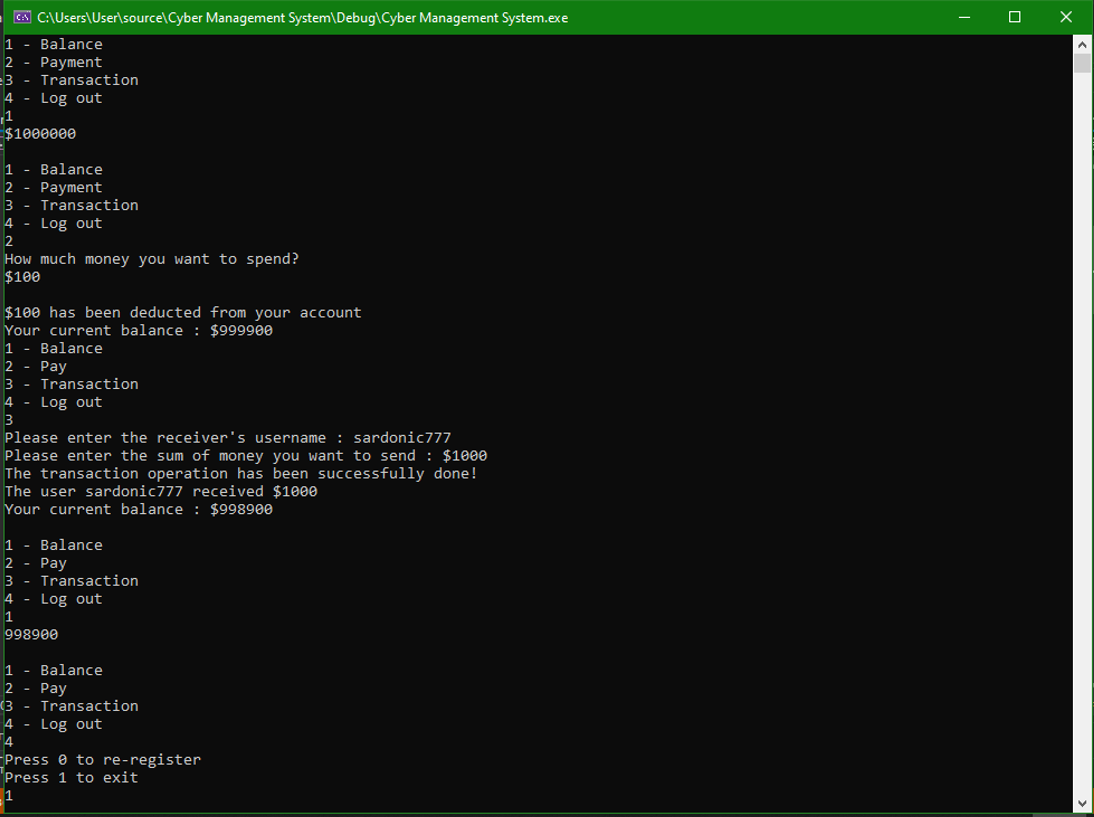 C:\Users\User\source\Cyber Management System\Debug\Cyber Management System.exe
1 - Balance
2 - Payment
3 - Transaction
4 - Log out
1
$1000000
1 - Balance
2 - Payment
3 - Transaction
4 - Log out
2
How much money you want to spend?
$100
$100 has been deducted from your account
Your current balance : $999900
1 - Balance
2 - Pay
3 - Transaction
4 - Log out
3
Please enter the receiver's username : sardonic777
Please enter the sum of money you want to send : $1000
The transaction operation has been successfully done!
The user sardonic777 received $1000
Your current balance : $998900
1 - Balance
2 - Pay
3 - Transaction
4 - Log out
1
998900
1 - Balance
2 - Pay
3 - Transaction
4 - Log out
4
Press 0 to re-register
Press 1 to exit
1